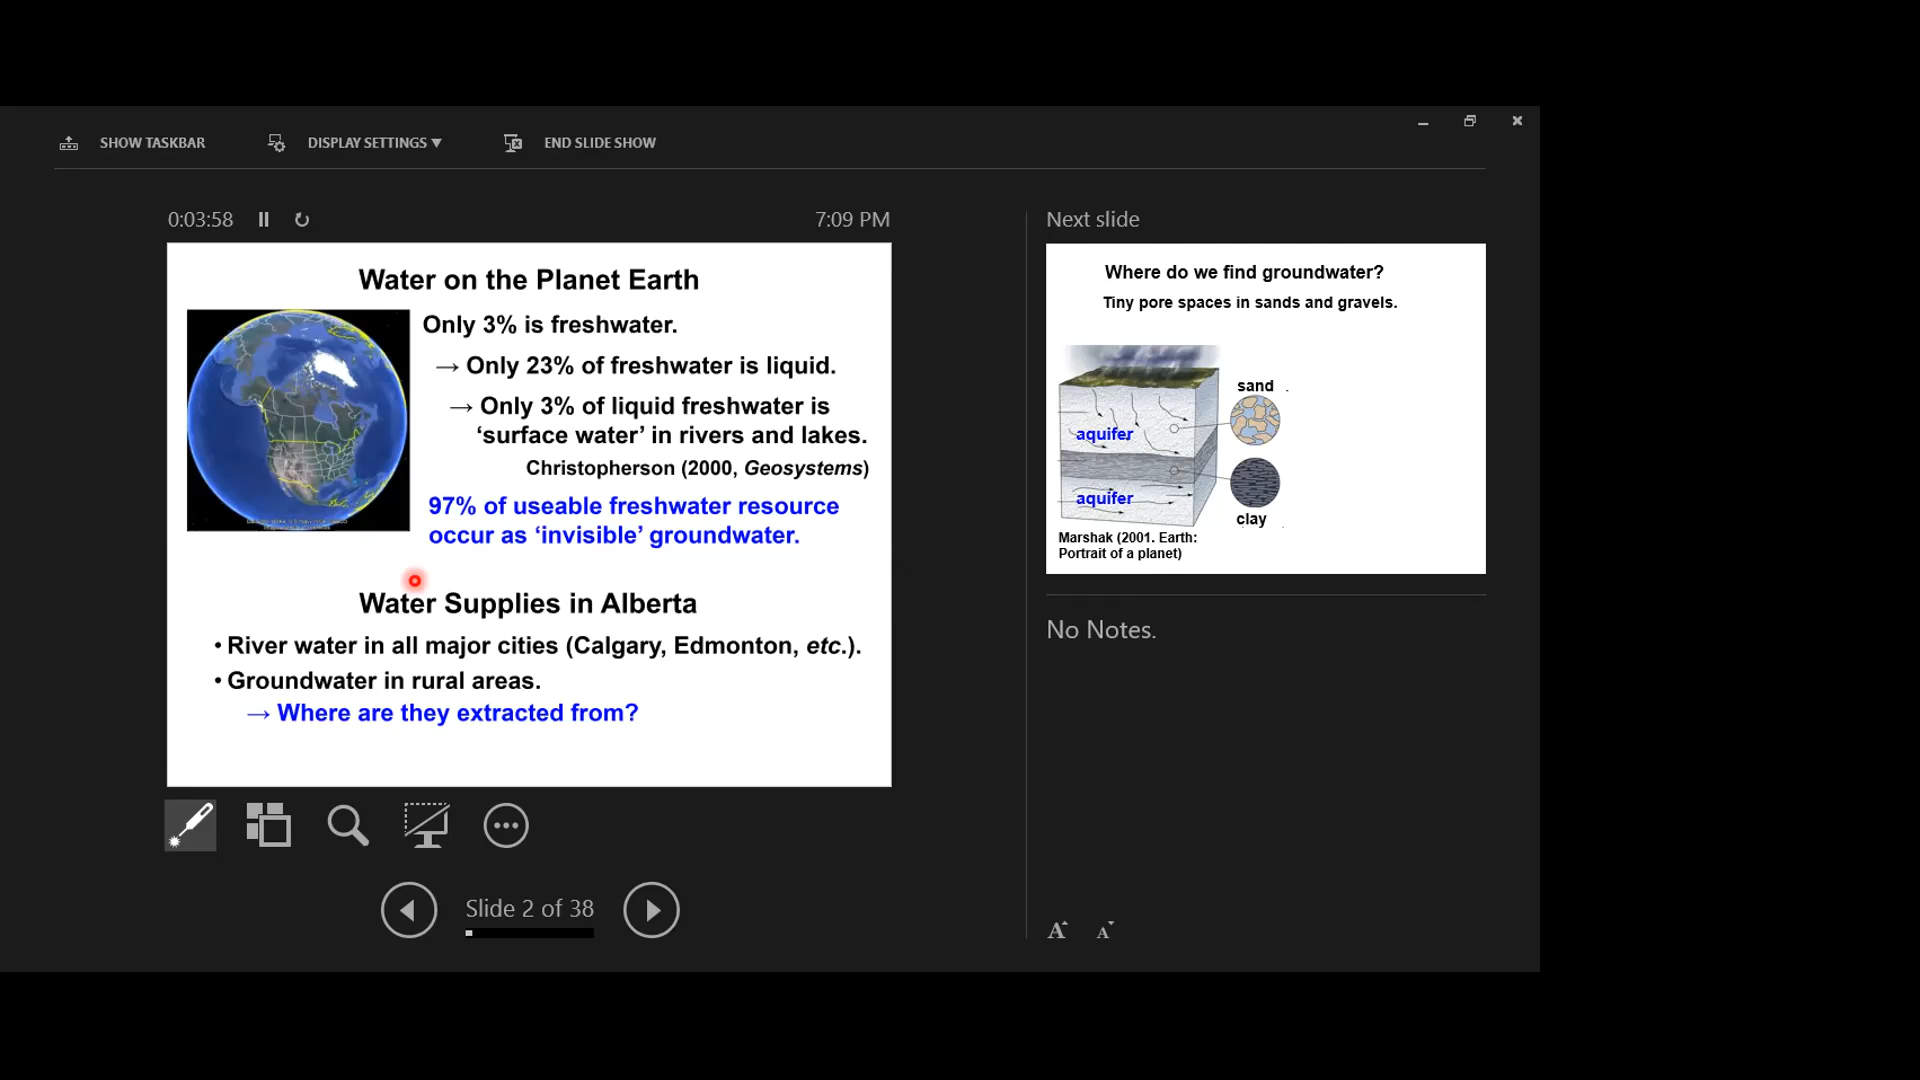 SHOW TASKBAR
DISPLAY SETTINGS ▼
END SLIDE SHOW
0:03:58
7:09 PM
Water on the Planet Earth
Only 3% is freshwater.
→ Only 23% of freshwater is liquid.
→ Only 3% of liquid freshwater is
‘surface water’ in rivers and lakes.
Christopherson (2000, Geosystems)
97% of useable freshwater resource
occur as ‘invisible’ groundwater.
Water Supplies in Alberta
• River water in all major cities (Calgary, Edmonton, etc.).
• Groundwater in rural areas.
→ Where are they extracted from?
Slide 2 of 38
Next slide
Where do we find groundwater?
Tiny pore spaces in sands and gravels.
sand
aquifer
aquifer
clay
Marshak (2001. Earth:
Portrait of a planet)
No Notes.
A A